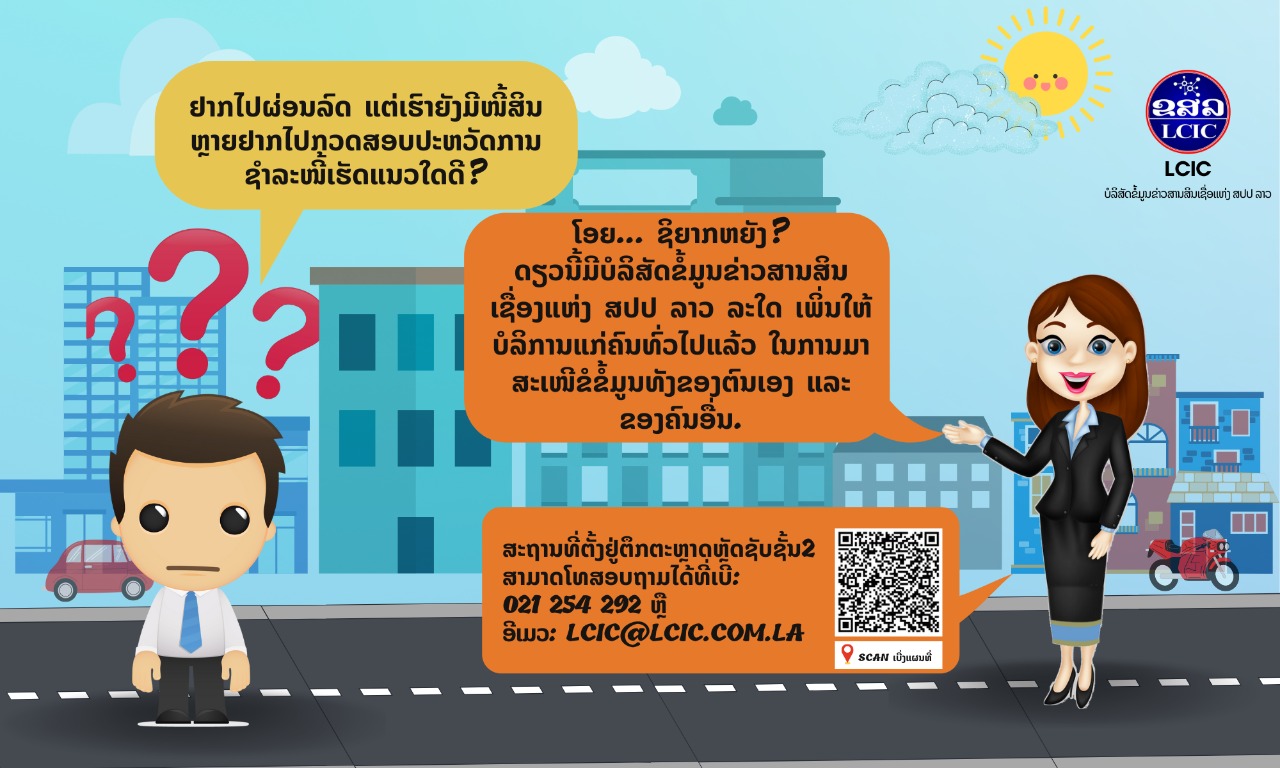 ຢາກໄປຜ່ອນລົດ ແຕ່ເຮົາຍັງມີໜີ້ສິນ
ຫຼາຍຢາກໄປກວດສອບປະຫວັດການ
ຊຳລະໜີ້ເຮັດແນວໃດດີ?
ຂສລ
LCIC
LCIC
ບໍລິສັດຂໍ້ມູນຂ່າວສານສິນເຊື່ອແຫ່ງ ສປປ ລາວ
ໂອຍ... ຊິຍາກຫຍັງ?
ດຽວນີ້ມີບໍລິສັດຂໍ້ມູນຂ່າວສານສິນ
ເຊື່ອງແຫ່ງ ສປປ ລາວ ລະໃດ ເພິ່ນໃຫ້
ບໍລິການແກ່ຄົນທົ່ວໄປແລ້ວ ໃນການມາ
ສະເໜີຂໍຂໍ້ມູນທັງຂອງຕົນເອງ ແລະ
ຂອງຄົນອື່ນ.
ສະຖານທີ່ຕັ້ງຢູ່ຕຶກຕະຫຼາດຫຼັດຊັບຊັ້ນ2
ສາມາດໂທສອບຖາມໄດ້ທີ່ເບີ:
021 254 292 ຫຼື
ອີເມວ: LCIC@LCIC.COM.LA
SCAN ເບິ່ງແຜນທີ່